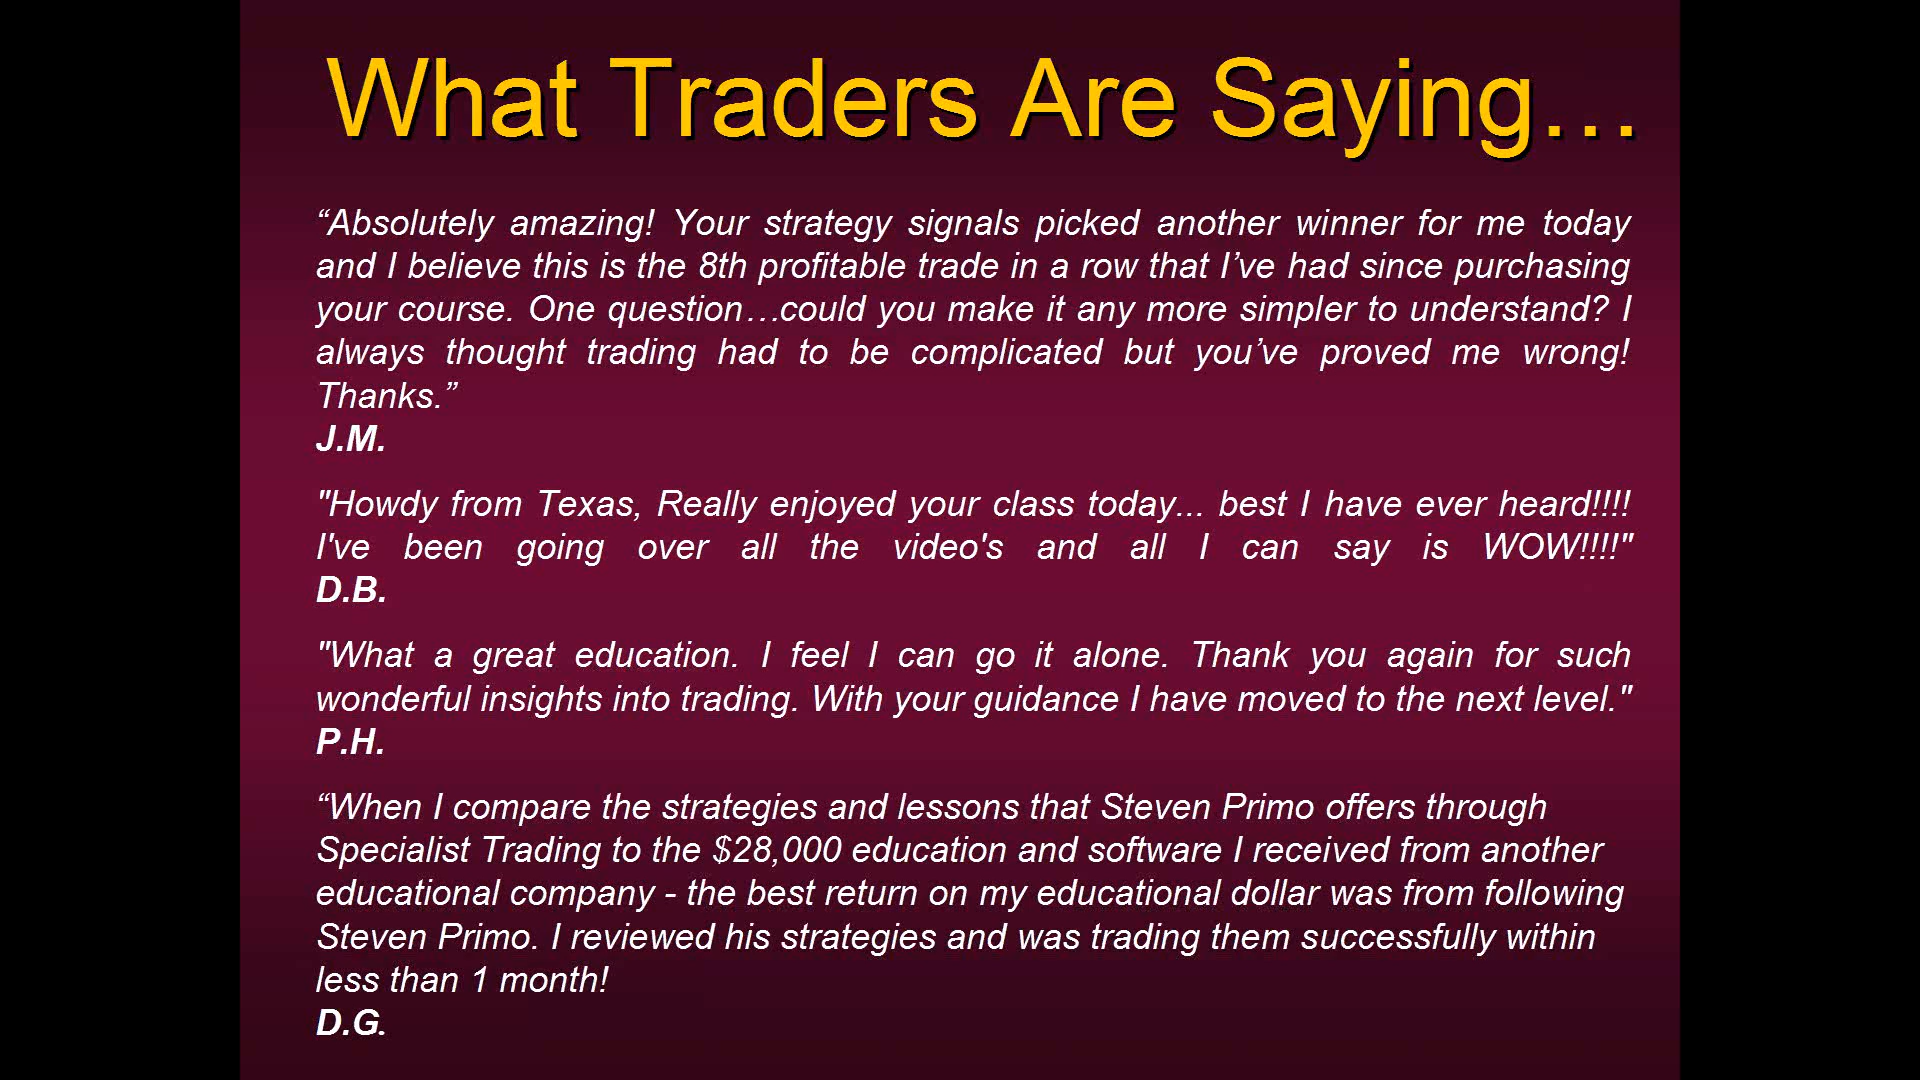 What Traders Are Saying…
“Absolutely amazing! Your strategy signals picked another winner for me today
and I believe this is the 8th profitable trade in a row that I’ve had since purchasing
your course. One question…could you make it any more simpler to understand? I
always thought trading had to be complicated but you’ve proved me wrong!
Thanks.”
J.M.
"Howdy from Texas, Really enjoyed your class today... best I have ever heard!!!!
I've been going over all the video's and all I can say is WOW!!!!"
D.B.
"What a great education. I feel I can go it alone. Thank you again for such
wonderful insights into trading. With your guidance I have moved to the next level."
P.H.
“When I compare the strategies and lessons that Steven Primo offers through
Specialist Trading to the $28,000 education and software I received from another
educational company - the best return on my educational dollar was from following
Steven Primo. I reviewed his strategies and was trading them successfully within
less than 1 month!
D.G.